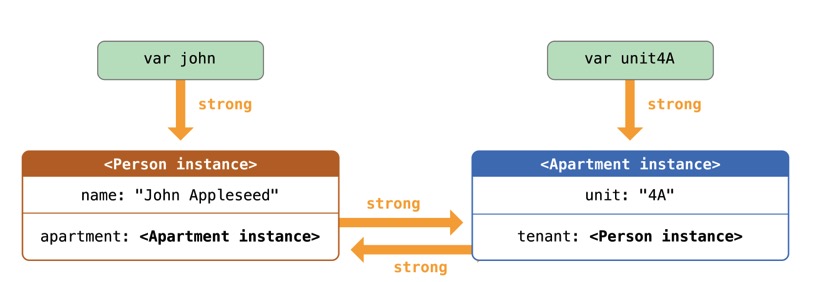 var john
var unit4A
strong
strong
<Person instance>
<Apartment instance>
name: "John Appleseed"
unit: "4A"
strong
apartment: <Apartment instance>
tenant: <Person instance>
strong